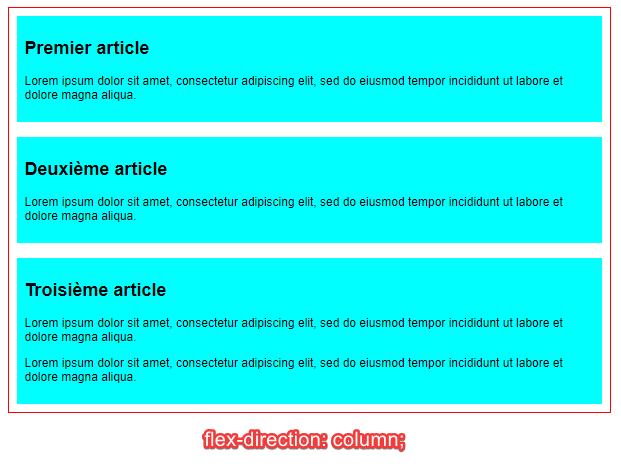 Premier article
Lorem ipsum dolor sit amet, consectetur adipiscing elit, sed do eiusmod tempor incididunt ut labore et
dolore magna aliqua.
Deuxième article
Lorem ipsum dolor sit amet, consectetur adipiscing elit, sed do eiusmod tempor incididunt ut labore et
dolore magna aliqua.
Troisième article
Lorem ipsum dolor sit amet, consectetur adipiscing elit, sed do eiusmod tempor incididunt ut labore et
dolore magna aliqua.
Lorem ipsum dolor sit amet, consectetur adipiscing elit, sed do eiusmod tempor incididunt ut labore et
dolore magna aliqua.
flex-direction: column;